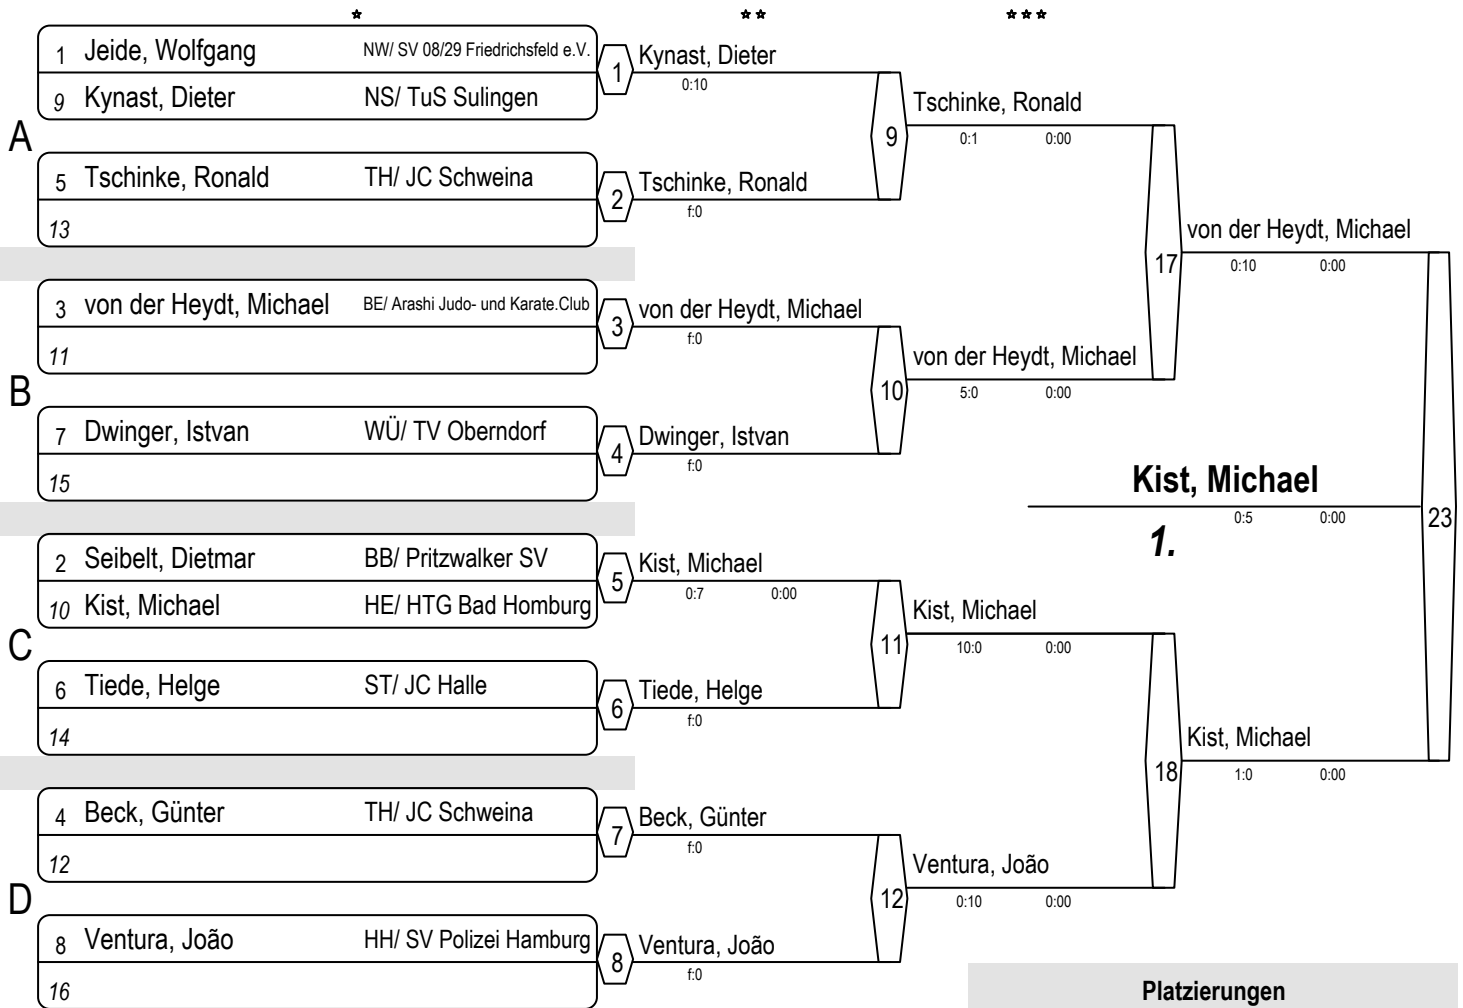 1 Jeide, Wolfgang NW/ SV 08/29 Friedrichsfeld e.V.
9 Kynast, Dieter NS/ TuS Sulingen
A
5 Tschinke, Ronald TH/ JC Schweina
13
3 von der Heydt, Michael BE/ Arashi Judo- und Karate.Club
11
B
7 Dwinger, Istvan WÜ/ TV Oberndorf
15
2 Seibelt, Dietmar BB/ Pritzwalker SV
10 Kist, Michael HE/ HTG Bad Homburg
C
6 Tiede, Helge ST/ JC Halle
14
4 Beck, Günter TH/ JC Schweina
12
D
8 Ventura, João HH/ SV Polizei Hamburg
16
1 Kynast, Dieter
0:10
2 Tschinke, Ronald
f:0
3 von der Heydt, Michael
f:0
4 Dwinger, Istvan
f:0
5 Kist, Michael
0:7 0:00
6 Tiede, Helge
f:0
7 Beck, Günter
f:0
8 Ventura, João
f:0
9 Tschinke, Ronald
0:1 0:00
10 von der Heydt, Michael
5:0 0:00
11 Kist, Michael
10:0 0:00
12 Ventura, João
0:10 0:00
17 von der Heydt, Michael
0:10 0:00
18 Kist, Michael
1:0 0:00
23
Kist, Michael
0:5 0:00
1.
Platzierungen